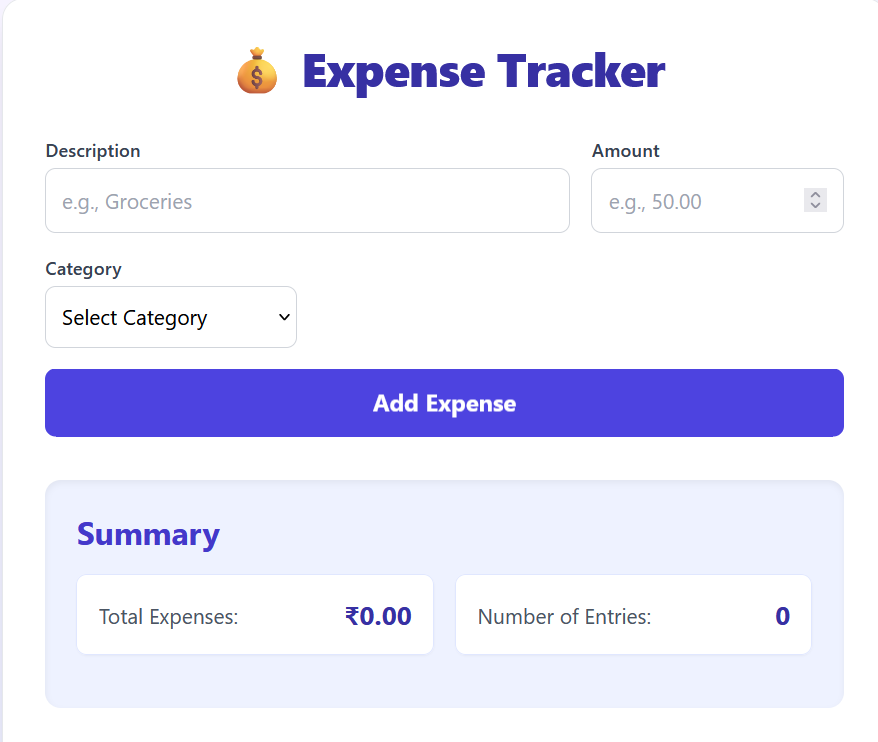 Expense Tracker
Description
Amount
e.g., Groceries
e.g., 50.00
Category
Select Category
Add Expense
Summary
Total Expenses: ₹0.00
Number of Entries: 0